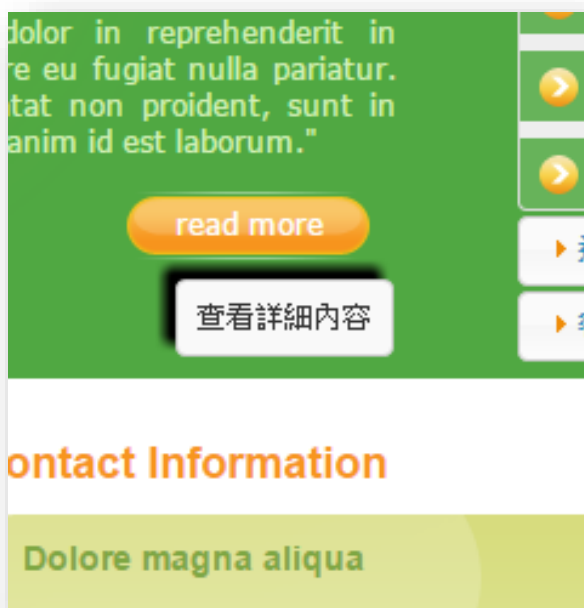 dolor in reprehenderit in
re eu fugiat nulla pariatur.
tat non proident, sunt in
anim id est laborum."
read more
查看詳細內容
ontact Information
Dolore magna aliqua